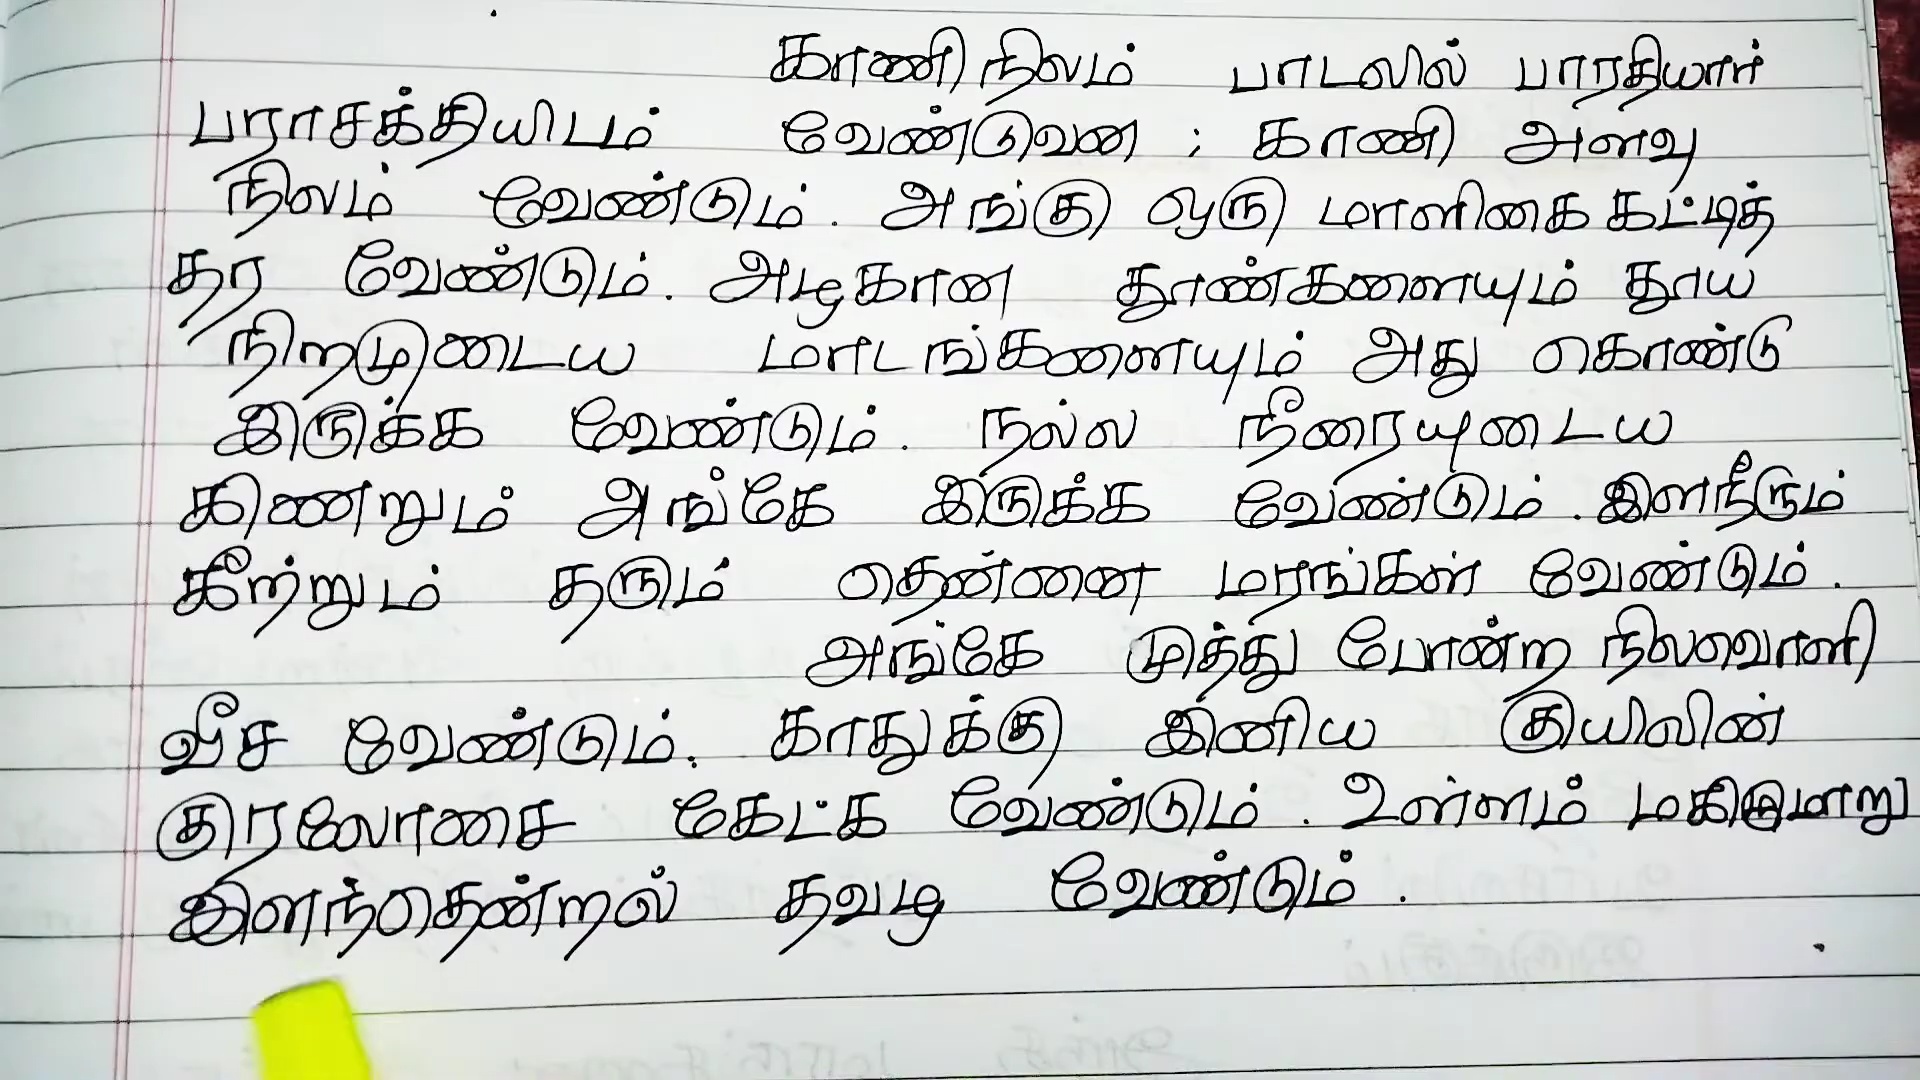 காணி நிலம் பாடலில் பாரதியார்
பராசக்தியிடம் வேண்டுவன ; காணி அளவு
நிலம் வேண்டும். அங்கு ஒரு மாளிகை கட்டித்
தர வேண்டும். அழகான தூண்களையும் தூய
நிறமுடைய மாடங்களையும் அது கொண்டு
இருக்க வேண்டும். நல்ல நீரையுடைய
கிணறும் அங்கே இருக்க வேண்டும். இளநீரும்
கீற்றும் தரும் தென்னை மரங்கள் வேண்டும்.
அங்கே முத்து போன்ற நிலவொளி
வீச வேண்டும். காதுக்கு இனிய குயிலின்
குரலோசை கேட்க வேண்டும். உள்ளம் மகிழுமாறு
இளந்தென்றல் தவழ வேண்டும்.